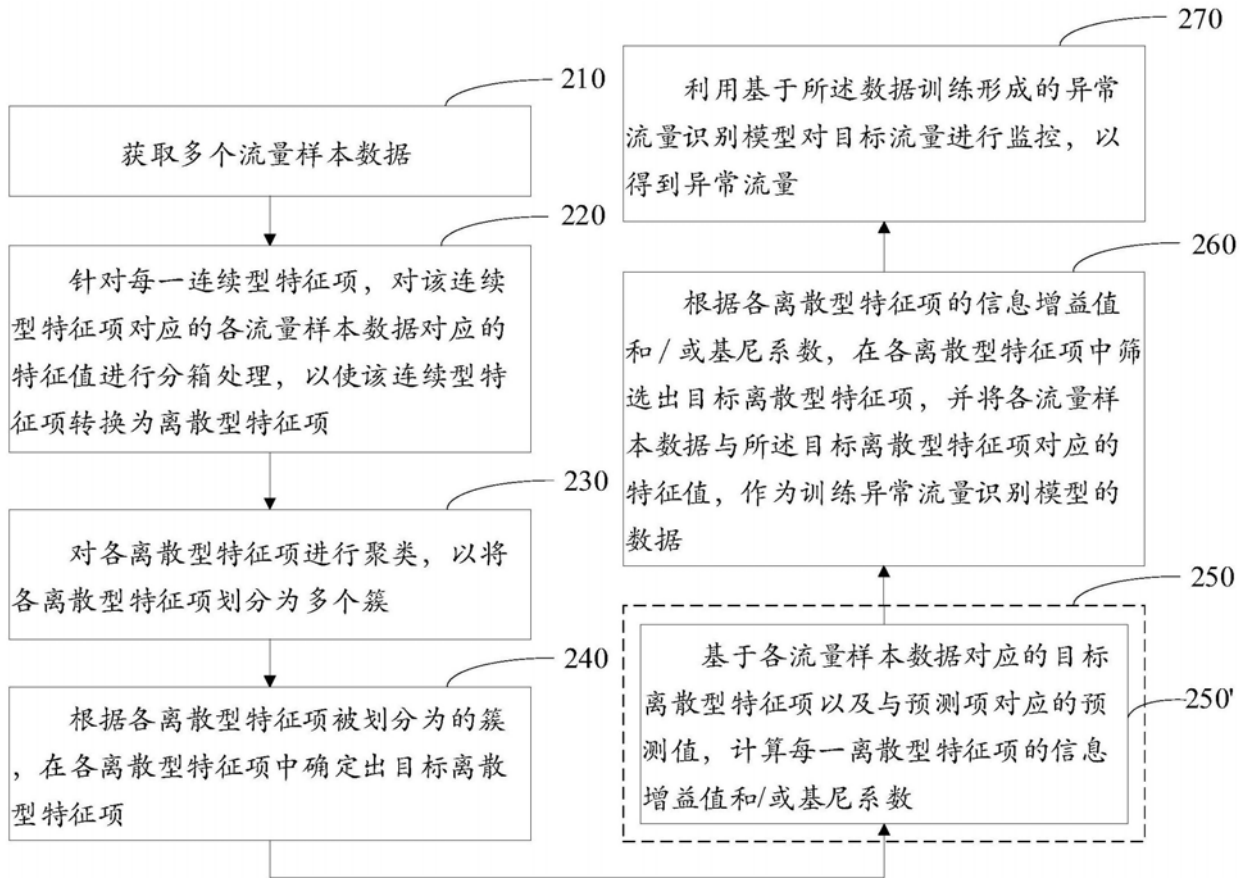 210
获取多个流量样本数据
220
针对每一连续型特征项，对该连续
型特征项对应的各流量样本数据对应的
特征值进行分箱处理，以使该连续型特
征项转换为离散型特征项
230
对各离散型特征项进行聚类，以将
各离散型特征项划分为多个簇
240
根据各离散型特征项被划分为的簇
，在各离散型特征项中确定出目标离散
型特征项
250
250'
基于各流量样本数据对应的目标
离散型特征项以及与预测项对应的预
测值，计算每一离散型特征项的信息
增益值和/或基尼系数
260
根据各离散型特征项的信息增益值
和/或基尼系数，在各离散型特征项中筛
选出目标离散型特征项，并将各流量样
本数据与所述目标离散型特征项对应的
特征值，作为训练异常流量识别模型的
数据
270
利用基于所述数据训练形成的异常
流量识别模型对目标流量进行监控，以
得到异常流量